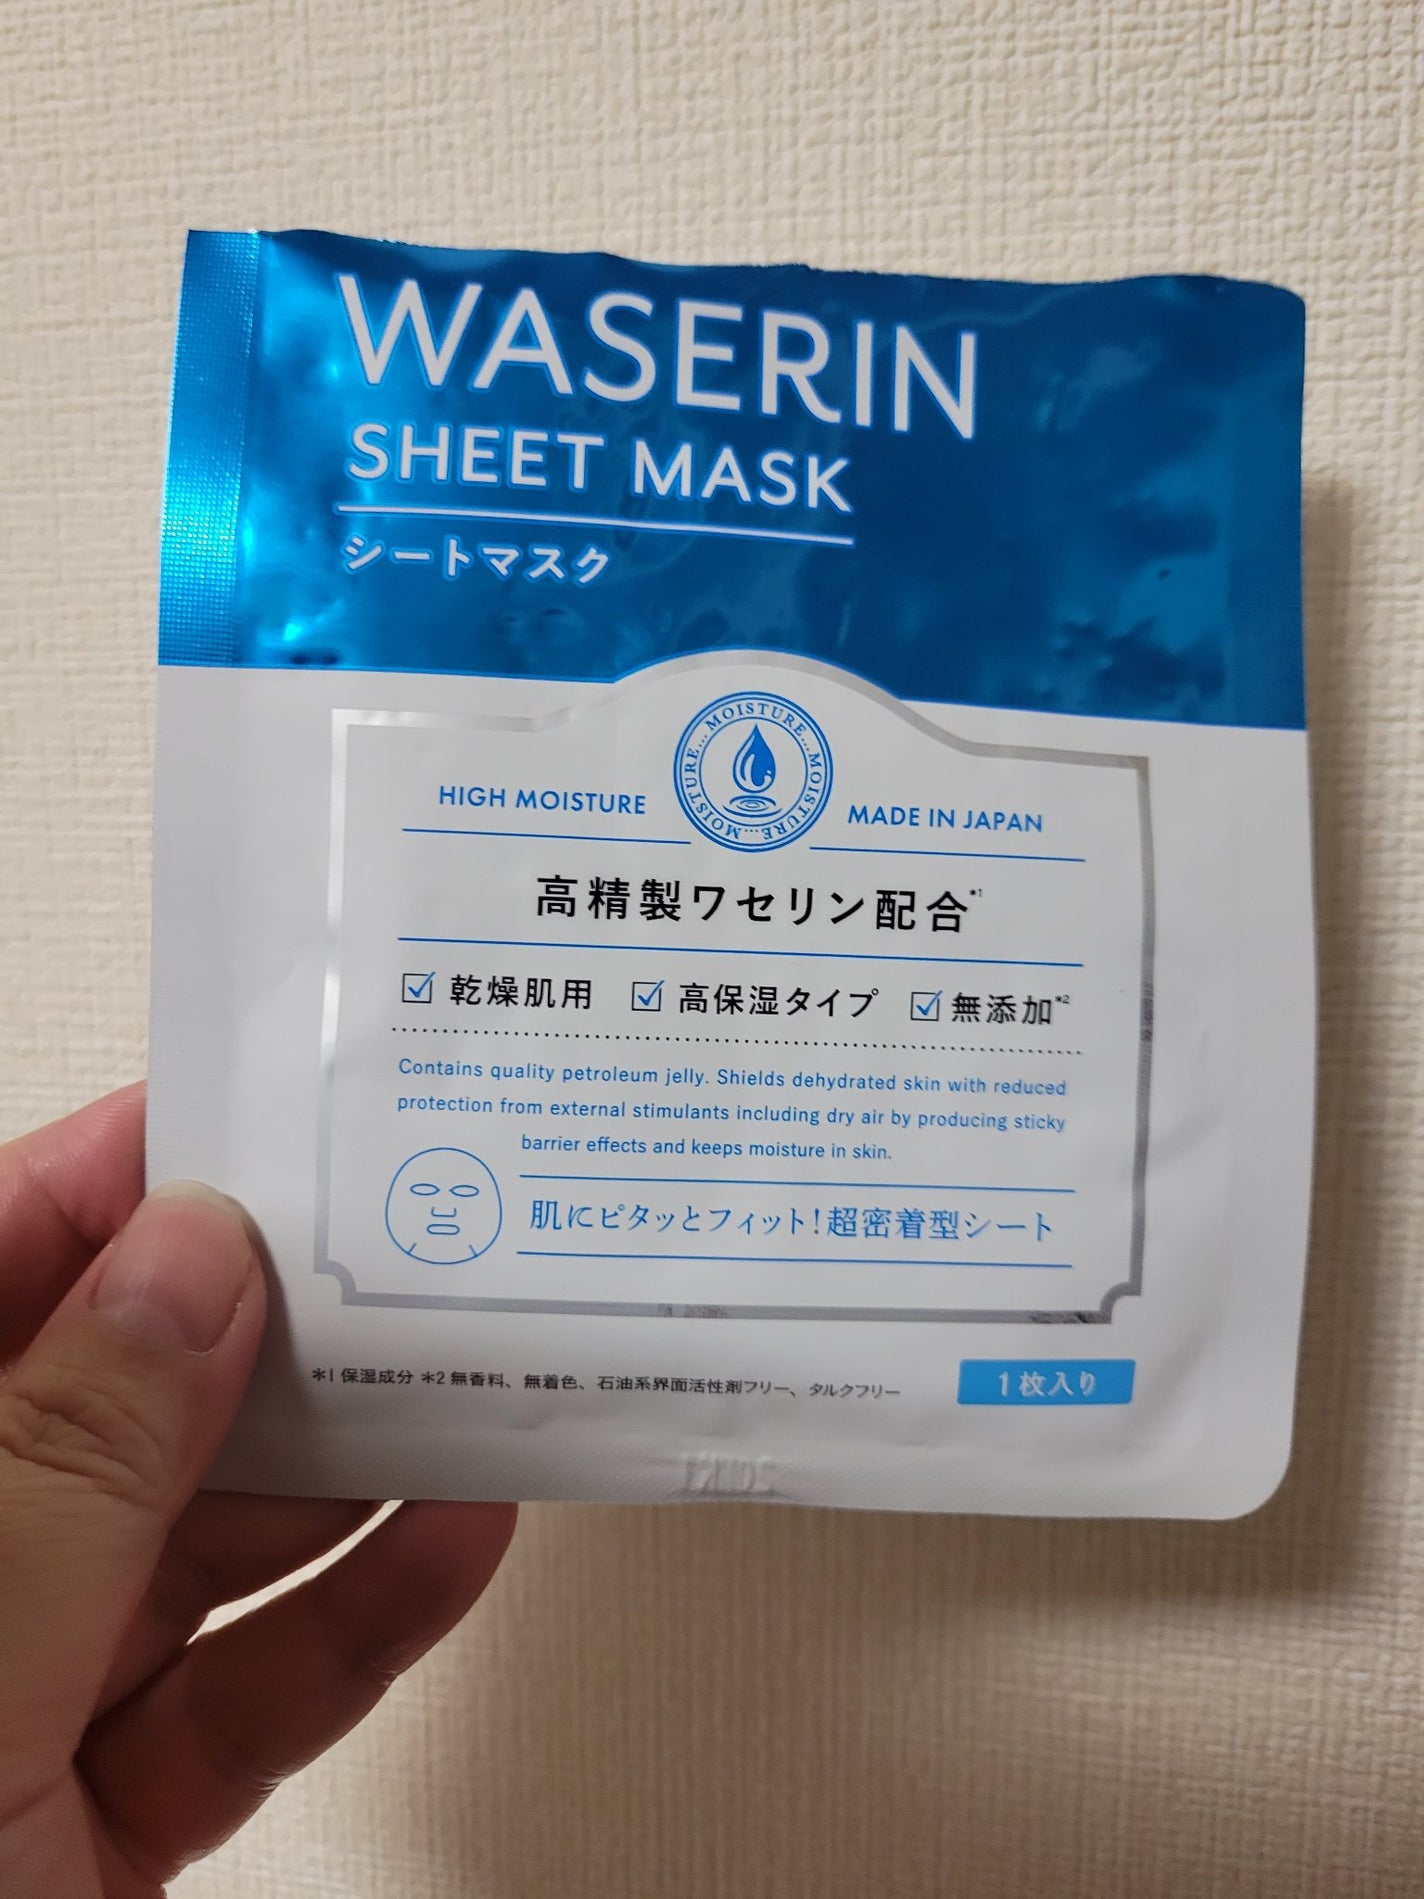 WASERIN
SHEET MASK
シートマスク
MOISTURE...MOISTURE...MOISTURE...MOISTURE...
HIGH MOISTURE
MADE IN JAPAN
高精製ワセリン配合*1
乾燥肌用 高保湿タイプ 無添加*2
Contains quality petroleum jelly. Shields dehydrated skin with reduced
protection from external stimulants including dry air by producing sticky
barrier effects and keeps moisture in skin.
肌にピタッとフィット!超密着型シート
*1 保湿成分 *2 無香料、無着色、石油系界面活性剤フリー、タルクフリー
1枚入り